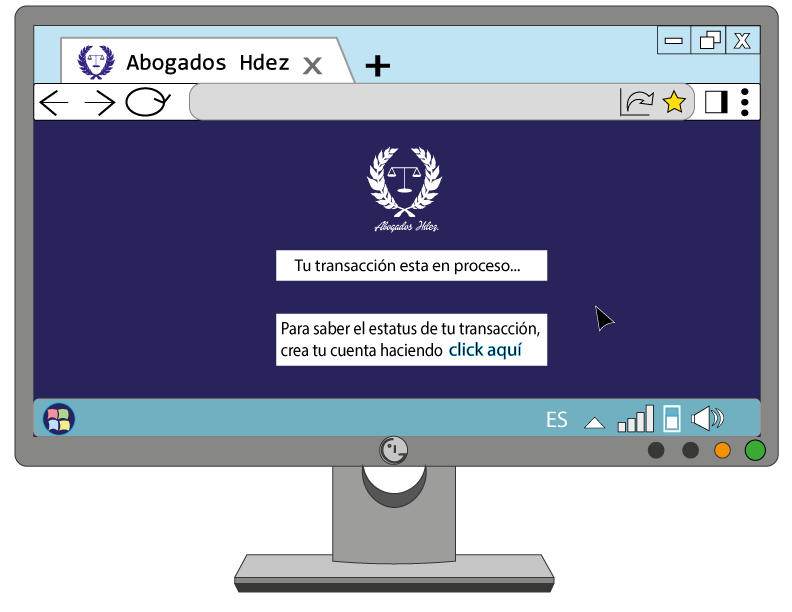 Abogados Hdez X
X
Abogados Hdez.
Tu transacción esta en proceso...
Para saber el estatus de tu transacción,
crea tu cuenta haciendo click aquí
ES